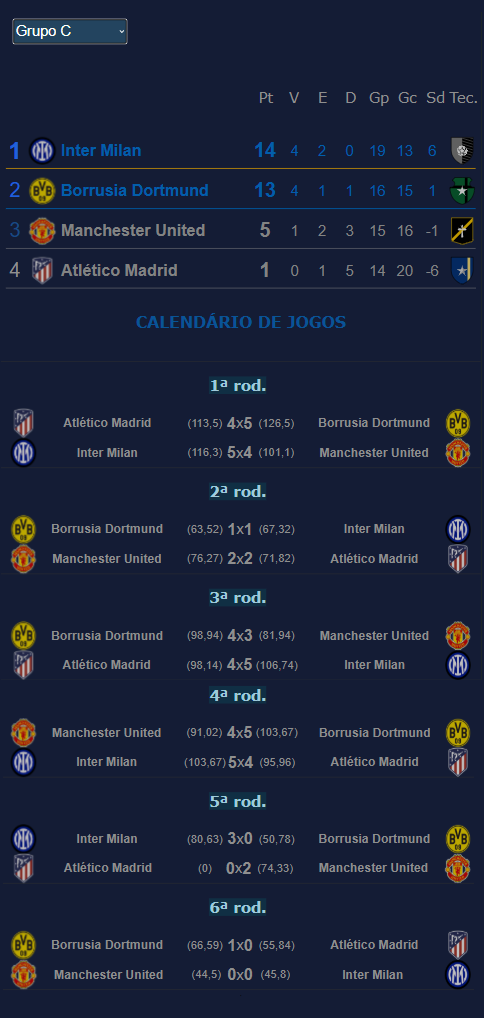 Grupo C
Pt V E D Gp Gc Sd Tec.
1 Inter Milan 14 4 2 0 19 13 6
2 Borrusia Dortmund 13 4 1 1 16 15 1
3 Manchester United 5 1 2 3 15 16 -1
4 Atlético Madrid 1 0 1 5 14 20 -6
CALENDÁRIO DE JOGOS
1ª rod.
Atlético Madrid (113,5) 4x5 (126,5) Borrusia Dortmund
Inter Milan (116,3) 5x4 (101,1) Manchester United
2ª rod.
Borrusia Dortmund (63,52) 1x1 (67,32) Inter Milan
Manchester United (76,27) 2x2 (71,82) Atlético Madrid
3ª rod.
Borrusia Dortmund (98,94) 4x3 (81,94) Manchester United
Atlético Madrid (98,14) 4x5 (106,74) Inter Milan
4ª rod.
Manchester United (91,02) 4x5 (103,67) Borrusia Dortmund
Inter Milan (103,67) 5x4 (95,96) Atlético Madrid
5ª rod.
Inter Milan (80,63) 3x0 (50,78) Borrusia Dortmund
Atlético Madrid (0) 0x2 (74,33) Manchester United
6ª rod.
Borrusia Dortmund (66,59) 1x0 (55,84) Atlético Madrid
Manchester United (44,5) 0x0 (45,8) Inter Milan